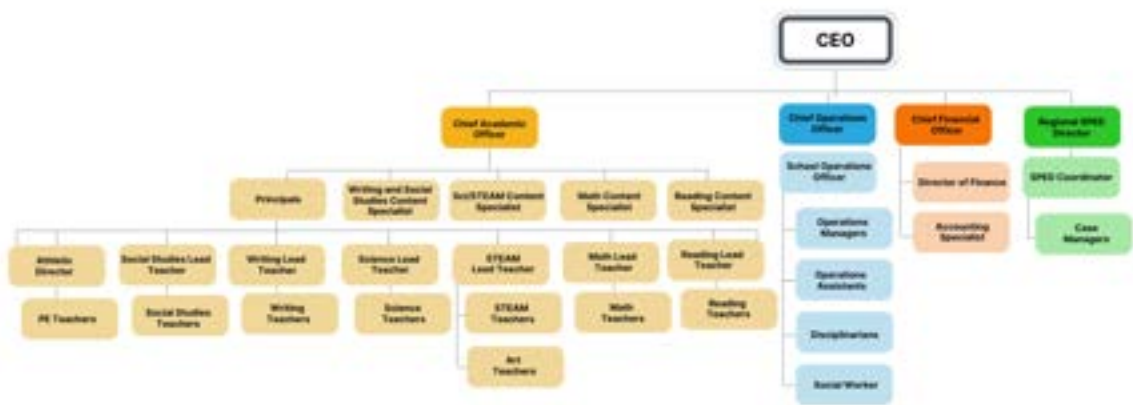 CEO
Chief Academic
Officer
Chief Operations
Officer
Chief Financial
Officer
Regional SPED
Director
School Operations
Officer
Director of Finance
SPED Coordinator
Principals
Writing and Social
Studies Content
Specialist
Sci/STEAM Content
Specialist
Math Content
Specialist
Reading Content
Specialist
Operations
Managers
Accounting
Specialist
Case
Managers
Athletic
Director
Social Studies Lead
Teacher
Writing Lead
Teacher
Science Lead
Teacher
STEAM
Lead Teacher
Math Lead
Teacher
Reading Lead
Teacher
Operations
Assistants
PE Teachers
Social Studies
Teachers
Writing
Teachers
Science
Teachers
STEAM
Teachers
Math
Teachers
Reading
Teachers
Disciplinarians
Art
Teachers
Social Worker